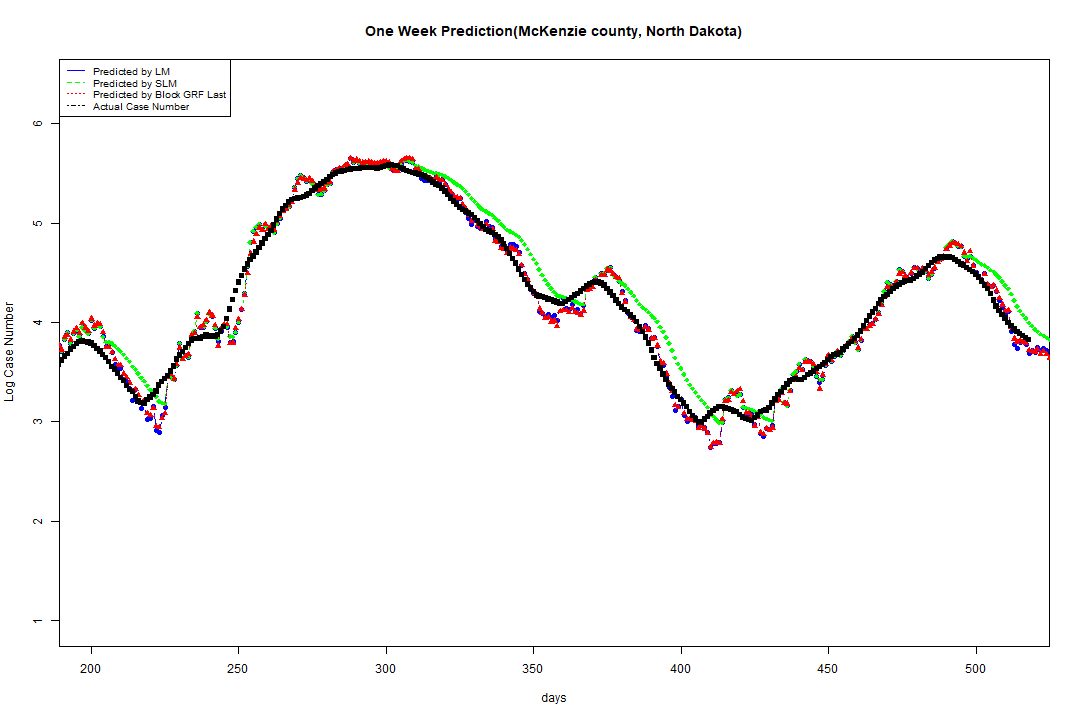 One Week Prediction(McKenzie county, North Dakota)
Predicted by LM
Predicted by SLM
Predicted by Block GRF Last
Actual Case Number
Log Case Number
6
5
4
3
2
1
200 250 300 350 400 450 500
days